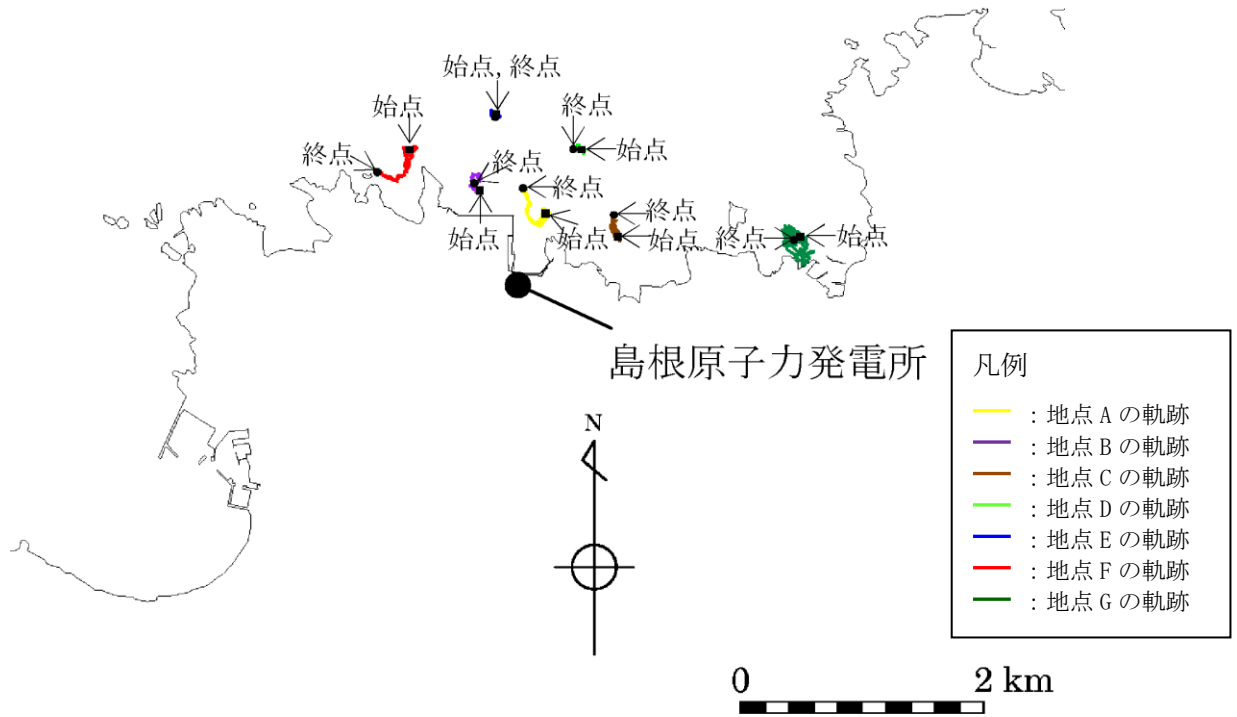 始点,終点
始点
終点
終点
始点
終点
終点
始点
終点
始点
終点
始点
終点
始点
島根原子力発電所
凡例
：地点 A の軌跡
：地点 B の軌跡
：地点 C の軌跡
：地点 D の軌跡
：地点 E の軌跡
：地点 F の軌跡
：地点 G の軌跡
N
0 2 km